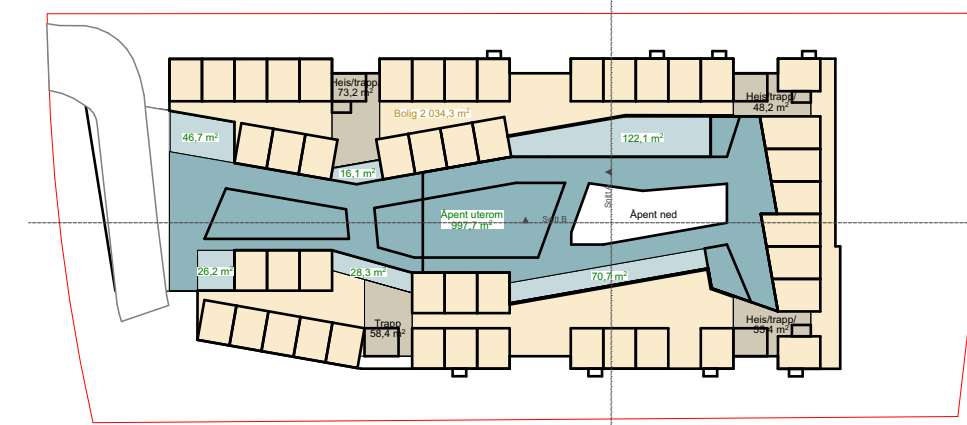 Heis/trapp
73,2 m²
Heis/trapp/
48,2 m²
Bolig 2 034,3 m²
46,7 m²
122,1 m²
16,1 m²
Åpent uterom
997,7 m²
Snitt B
Åpent ned
26,2 m²
28,3 m²
70,7 m²
Trapp
58,4 m²
Heis/trapp/